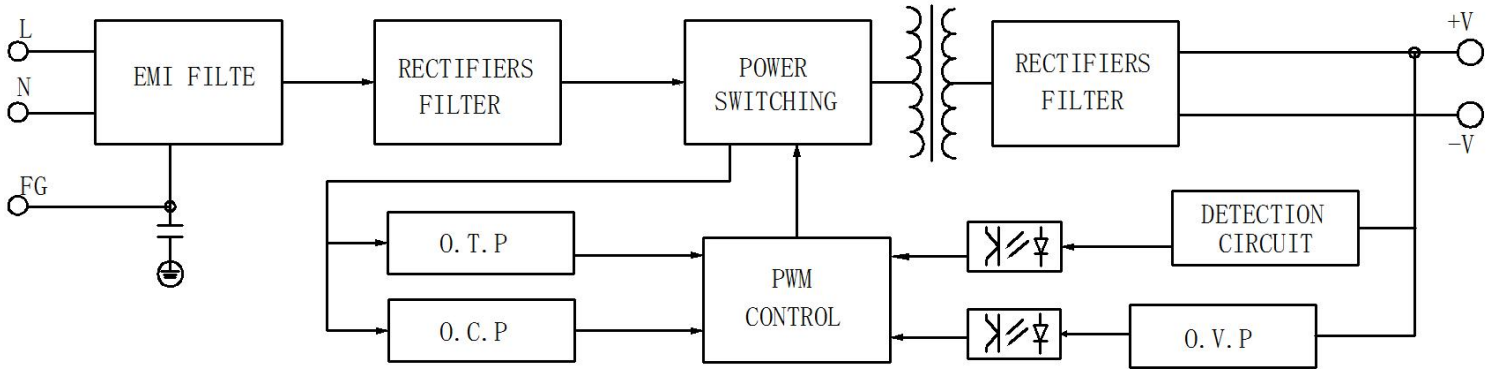 L
N
FG
EMI FILTE
RECTIFIERS
FILTER
POWER
SWITCHING
RECTIFIERS
FILTER
+V
-V
O.T.P
O.C.P
PWM
CONTROL
DETECTION
CIRCUIT
O.V.P